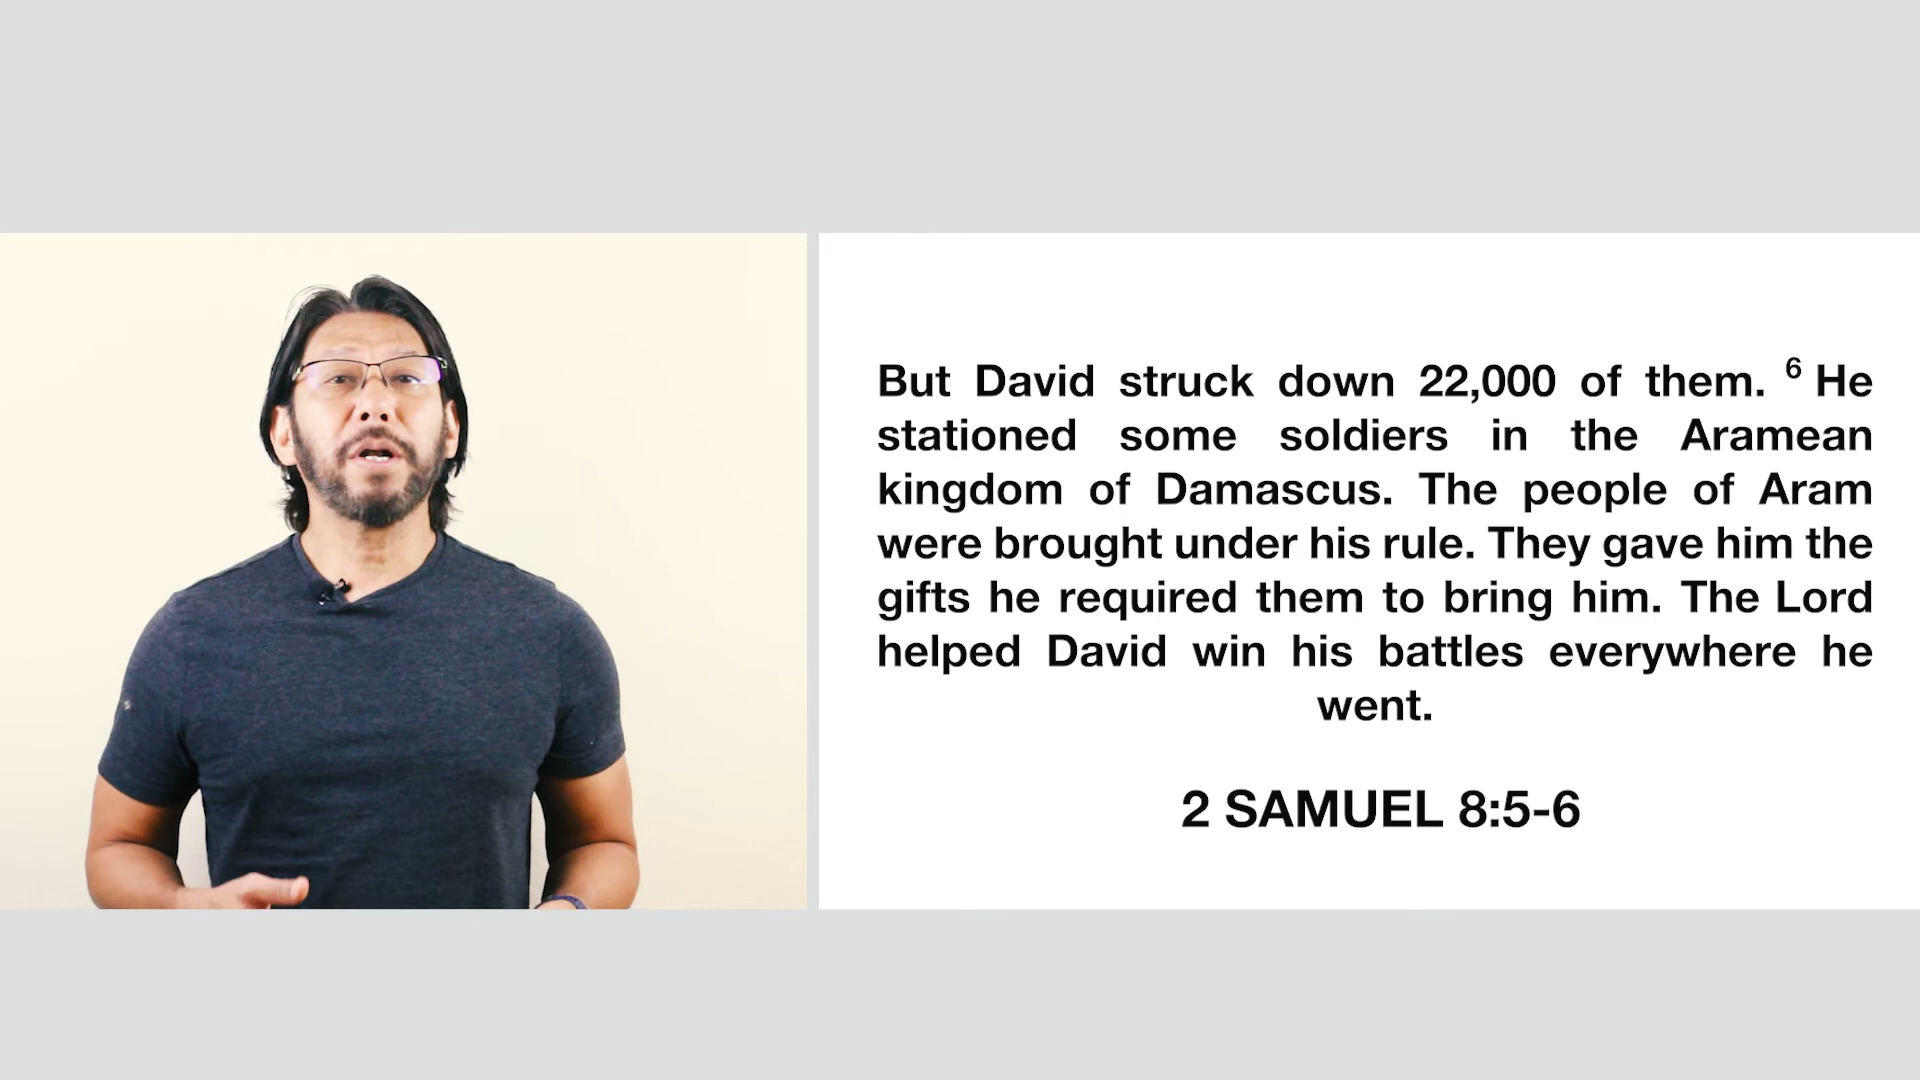 But David struck down 22,000 of them. 6 He
stationed some soldiers in the Aramean
kingdom of Damascus. The people of Aram
were brought under his rule. They gave him the
gifts he required them to bring him. The Lord
helped David win his battles everywhere he
went.
2 SAMUEL 8:5-6